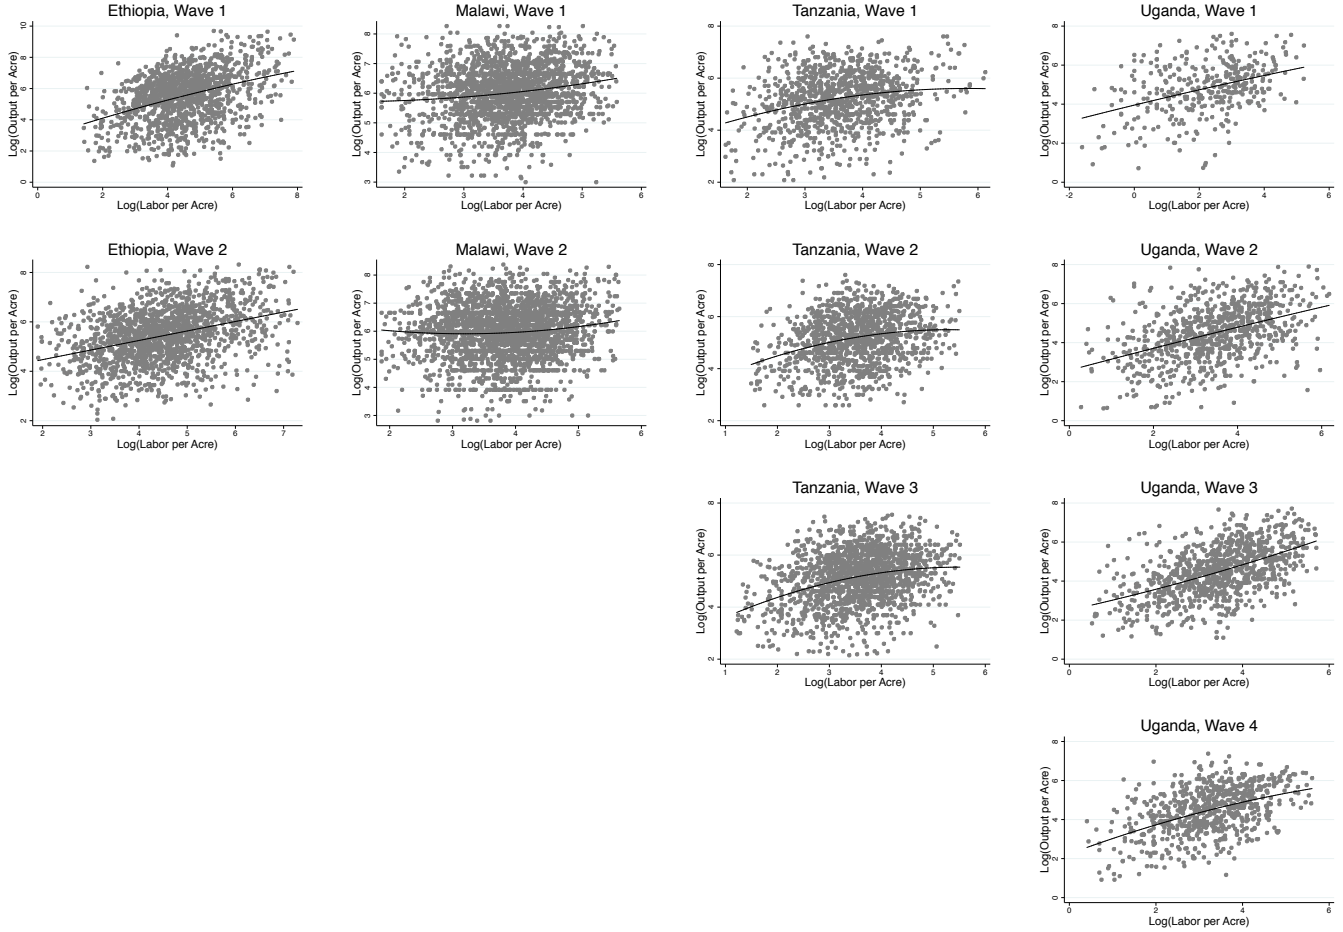 Ethiopia, Wave 1
Log(Output per Acre)
0 2 4 6 8 10
0 2 4 6 8
Log(Labor per Acre)
Malawi, Wave 1
Log(Output per Acre)
3 4 5 6 7 8
2 3 4 5 6
Log(Labor per Acre)
Tanzania, Wave 1
Log(Output per Acre)
2 4 6 8
2 3 4 5 6
Log(Labor per Acre)
Uganda, Wave 1
Log(Output per Acre)
0 2 4 6 8
-2 0 2 4 6
Log(Labor per Acre)
Ethiopia, Wave 2
Log(Output per Acre)
2 4 6 8
2 3 4 5 6 7
Log(Labor per Acre)
Malawi, Wave 2
Log(Output per Acre)
3 4 5 6 7 8
2 3 4 5 6
Log(Labor per Acre)
Tanzania, Wave 2
Log(Output per Acre)
2 4 6 8
1 2 3 4 5 6
Log(Labor per Acre)
Uganda, Wave 2
Log(Output per Acre)
0 2 4 6 8
0 2 4 6
Log(Labor per Acre)
Tanzania, Wave 3
Log(Output per Acre)
2 4 6 8
1 2 3 4 5 6
Log(Labor per Acre)
Uganda, Wave 3
Log(Output per Acre)
0 2 4 6 8
0 2 4 6
Log(Labor per Acre)
Uganda, Wave 4
Log(Output per Acre)
0 2 4 6 8
0 2 4 6
Log(Labor per Acre)